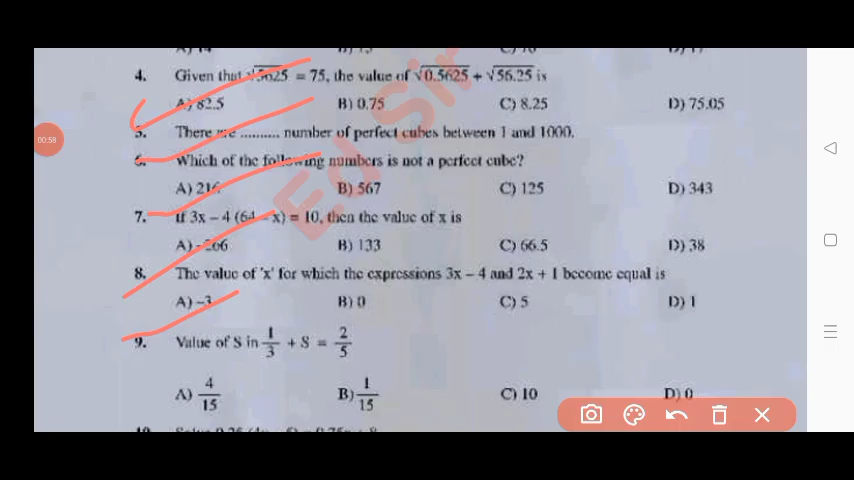 4. Given that √5625 = 75, the value of √0.5625 + √56.25 is
A) 82.5 B) 0.75 C) 8.25 D) 75.05
5. There are .......... number of perfect cubes between 1 and 1000.
6. Which of the following numbers is not a perfect cube?
A) 216 B) 567 C) 125 D) 343
7. If 3x – 4 (64 – x) = 10, then the value of x is
A) –266 B) 133 C) 66.5 D) 38
8. The value of 'x' for which the expressions 3x – 4 and 2x + 1 become equal is
A) –3 B) 0 C) 5 D) 1
9. Value of S in 1/3 + S = 2/5
A) 4/15 B) 1/15 C) 10 D) 0
Ed Sir
00:58